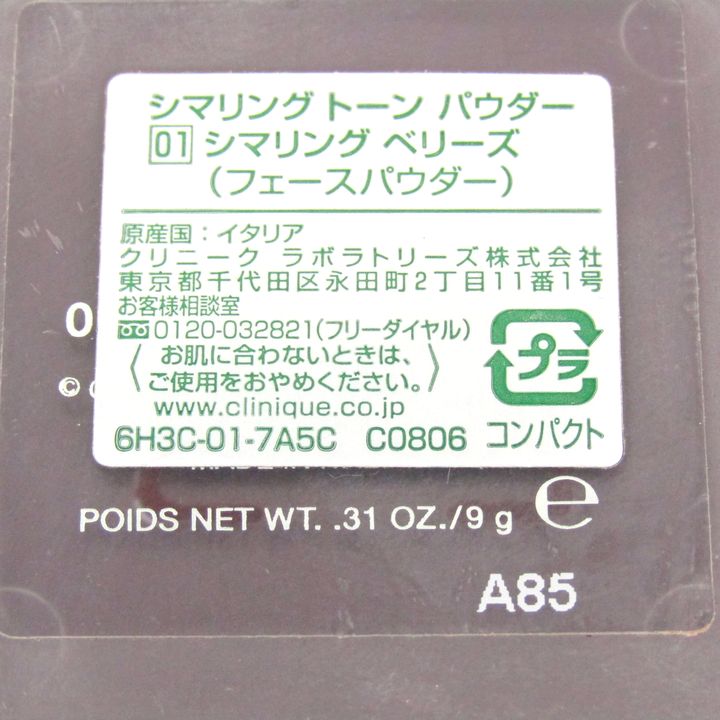 シマリング トーン パウダー
01 シマリング ベリーズ
(フェースパウダー)
原産国：イタリア
クリニーク ラボラトリーズ株式会社
東京都千代田区永田町2丁目11番1号
お客様相談室
0120-032821(フリーダイヤル)
〈お肌に合わないときは、
ご使用をおやめください。〉
www.clinique.co.jp
プラ
6H3C-01-7A5C C0806 コンパクト
0
©
POIDS NET WT. .31 OZ./9 g ℮
A85